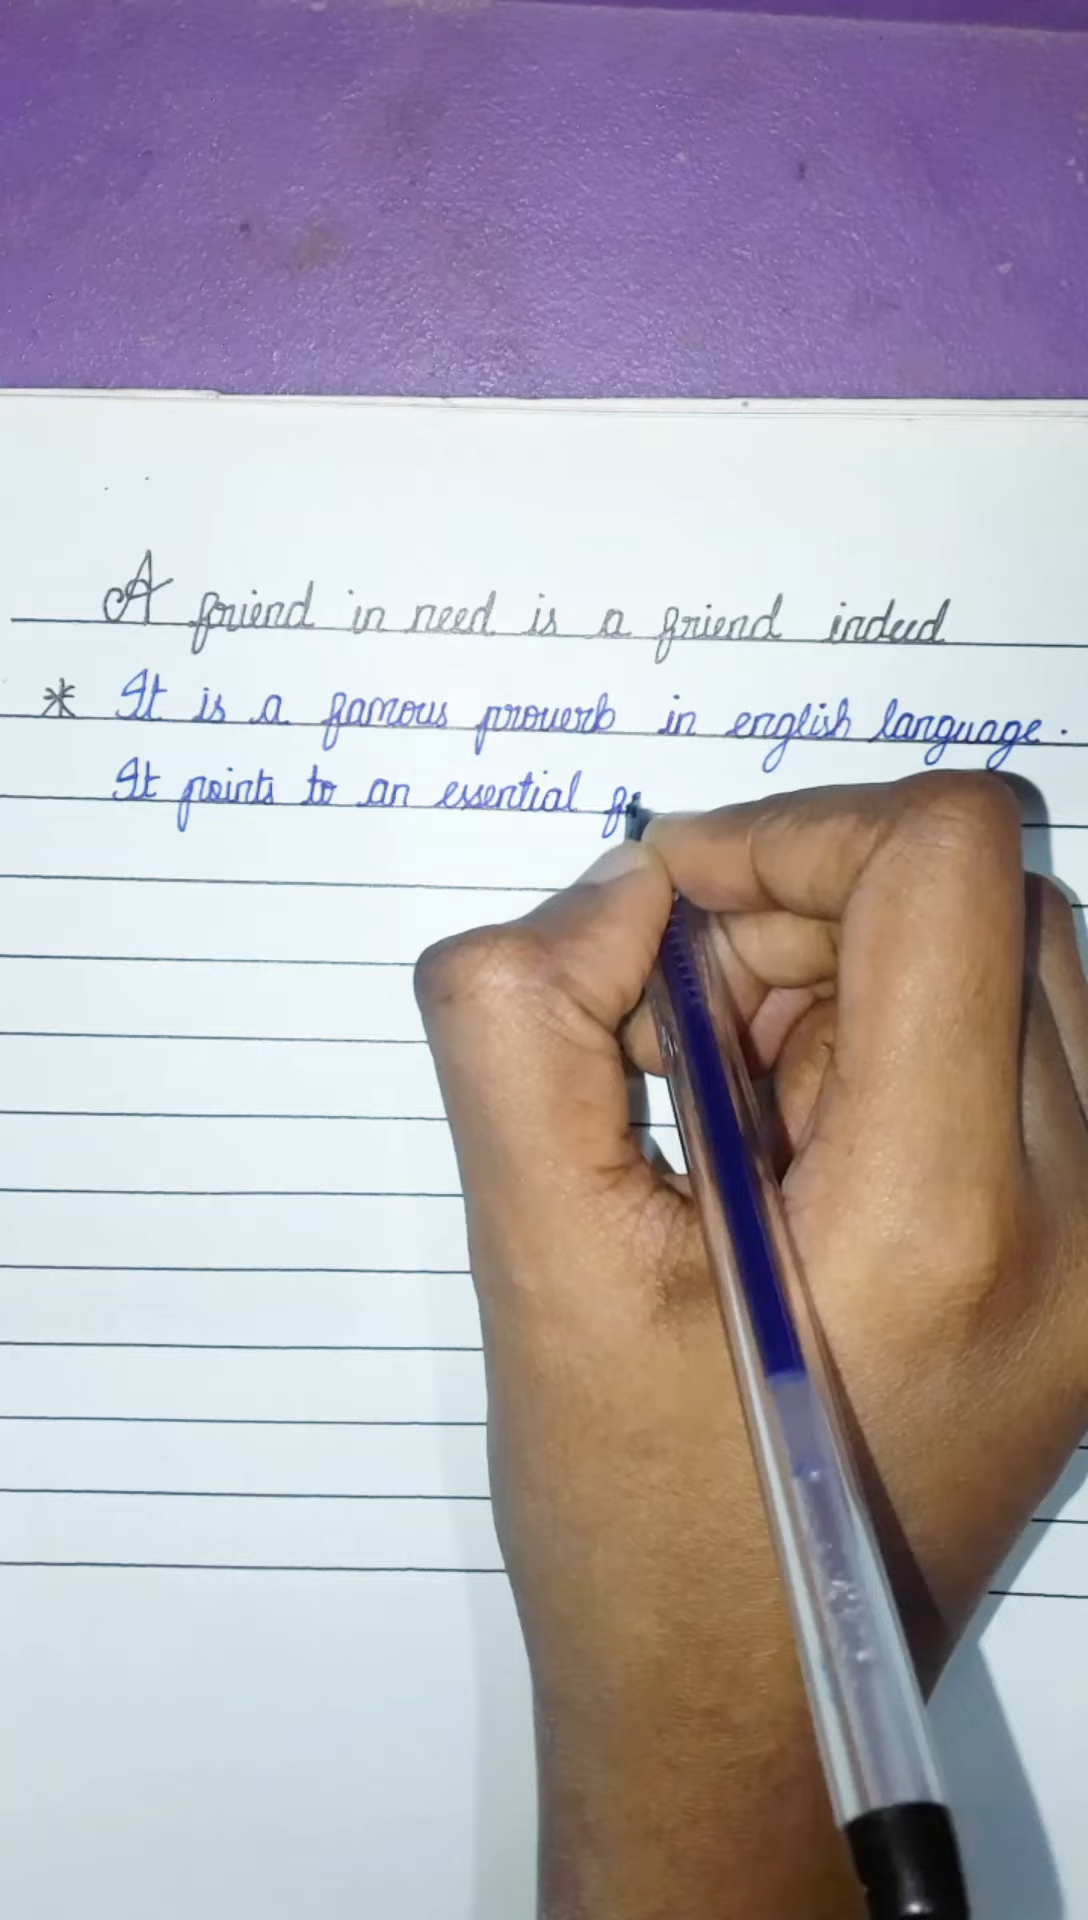 A friend in need is a friend indeed
* It is a famous proverb in english language.
It points to an essential